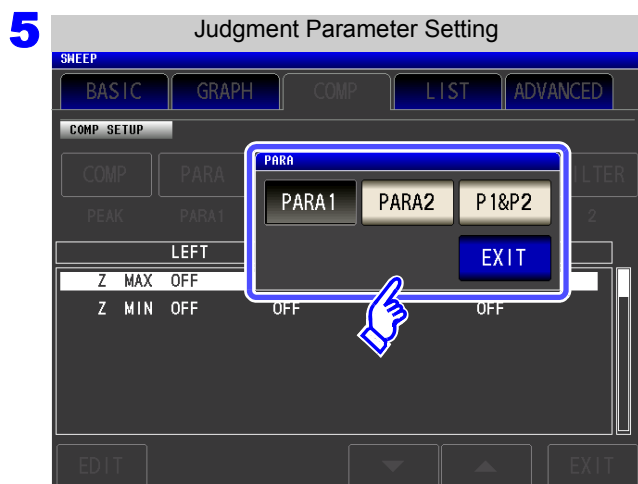 5
Judgment Parameter Setting
SWEEP
BASIC GRAPH COMP LIST ADVANCED
COMP SETUP
PARA
COMP PARA ILTER
PARA1 PARA2 P1&P2
PEAK PARA1 2
EXIT
LEFT
Z MAX OFF
Z MIN OFF OFF OFF
EDIT EXIT